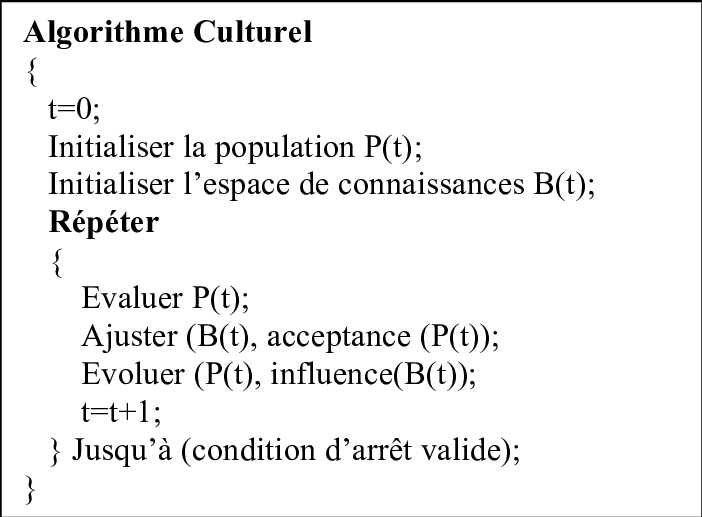 Algorithme Culturel
{
t=0;
Initialiser la population P(t);
Initialiser l’espace de connaissances B(t);
Répéter
{
Evaluer P(t);
Ajuster (B(t), acceptance (P(t));
Evoluer (P(t), influence(B(t));
t=t+1;
} Jusqu’à (condition d’arrêt valide);
}